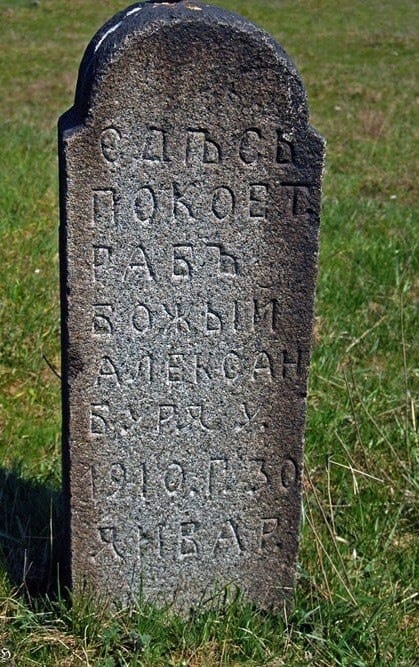 СДѢСЬ
ПОКОЕТ.
РАБЪ
БОЖЫЙ
АЛЕКСАН
БУРЯ У.
1910.Г.30
ЯНВАР.